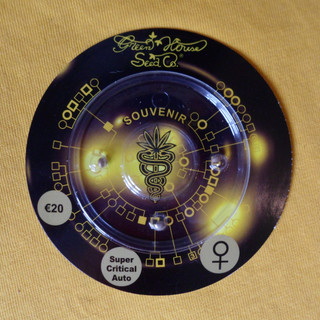 Green House
Seed Co.
SOUVENIR
€20
Super
Critical
Auto